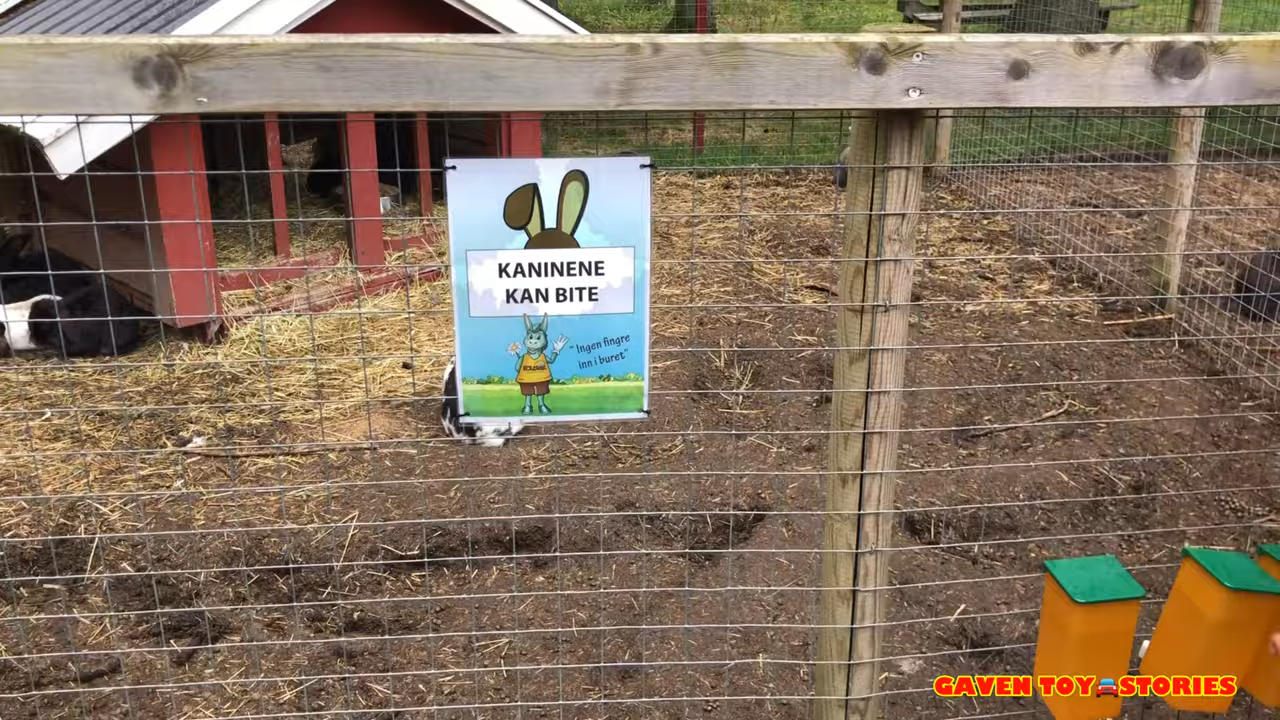 KANINENE
KAN BITE
"Ingen fingre
inn i buret"
GAVEN TOY STORIES